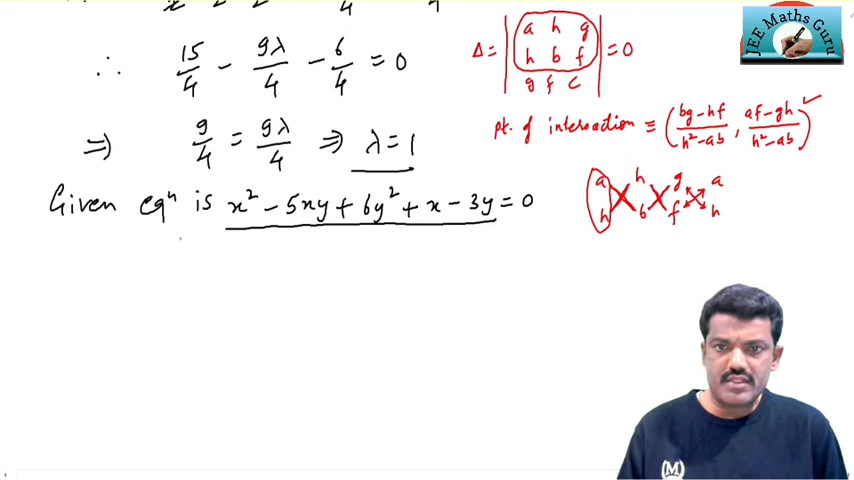 ∴ 15/4 - 9λ/4 - 6/4 = 0
⇒ 9/4 = 9λ/4 ⇒ λ = 1
Given eqⁿ is x² - 5xy + 6y² + x - 3y = 0
Δ = | a h g |
| h b f | = 0
| g f c |
pt. of intersection ≡ ( bg-hf / h²-ab , af-gh / h²-ab ) ✓
a h g a
h b f h
JEE Maths Guru
(M)